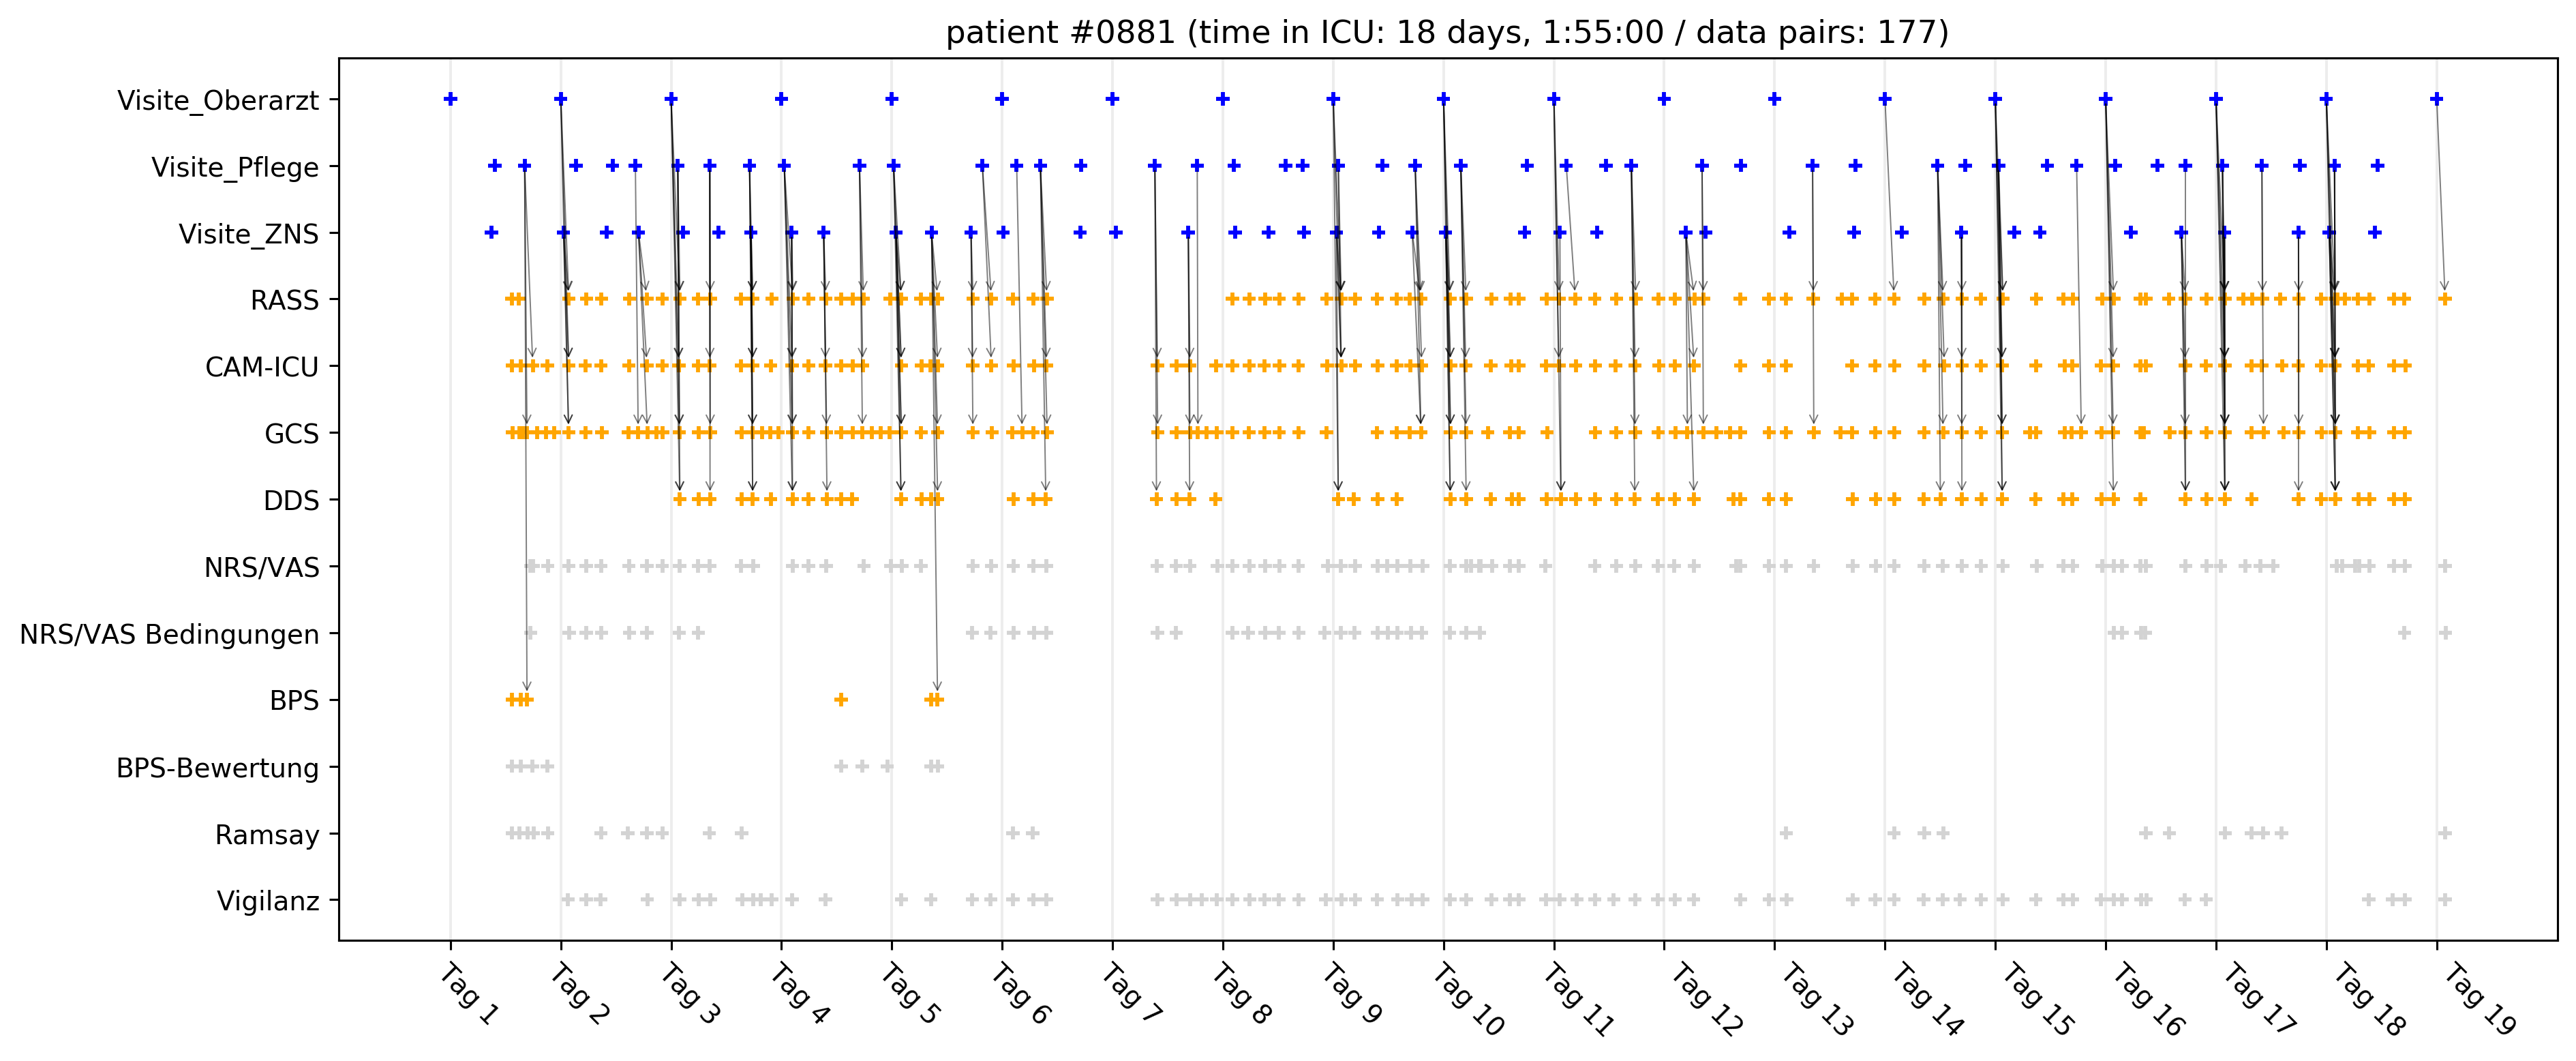 patient #0881 (time in ICU: 18 days, 1:55:00 / data pairs: 177)
Visite_Oberarzt
Visite_Pflege
Visite_ZNS
RASS
CAM-ICU
GCS
DDS
NRS/VAS
NRS/VAS Bedingungen
BPS
BPS-Bewertung
Ramsay
Vigilanz
Tag 1
Tag 2
Tag 3
Tag 4
Tag 5
Tag 6
Tag 7
Tag 8
Tag 9
Tag 10
Tag 11
Tag 12
Tag 13
Tag 14
Tag 15
Tag 16
Tag 17
Tag 18
Tag 19